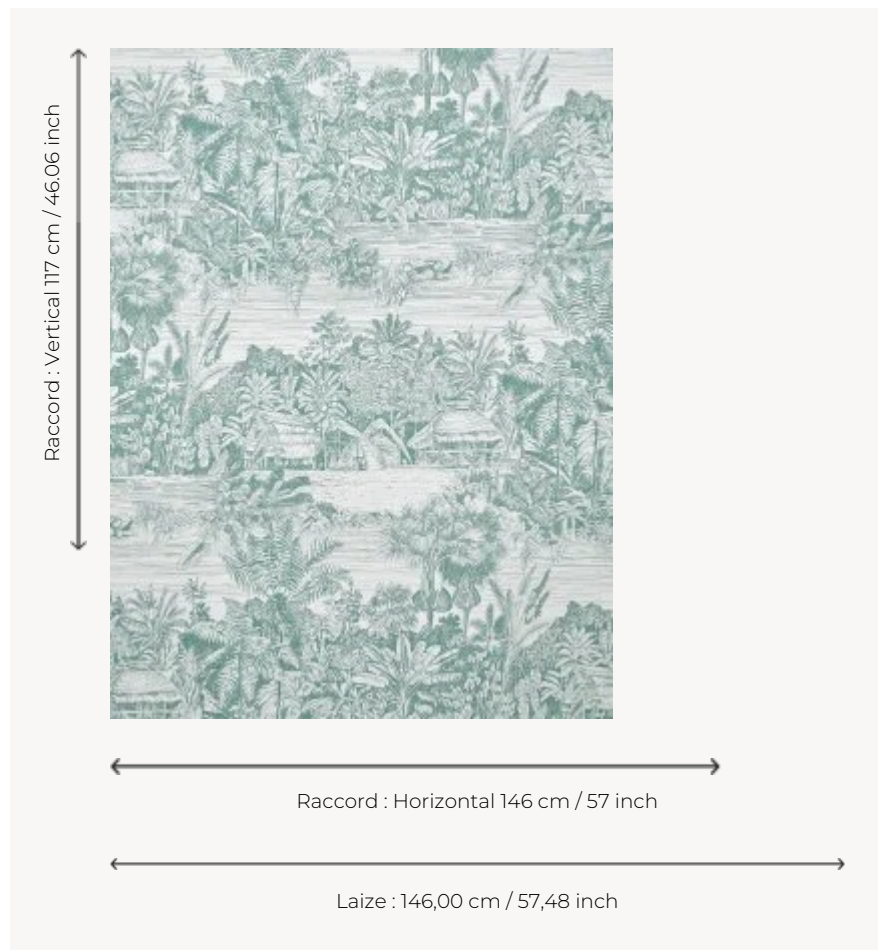 Raccord : Vertical 117 cm / 46.06 inch
Raccord : Horizontal 146 cm / 57 inch
Laize : 146,00 cm / 57,48 inch